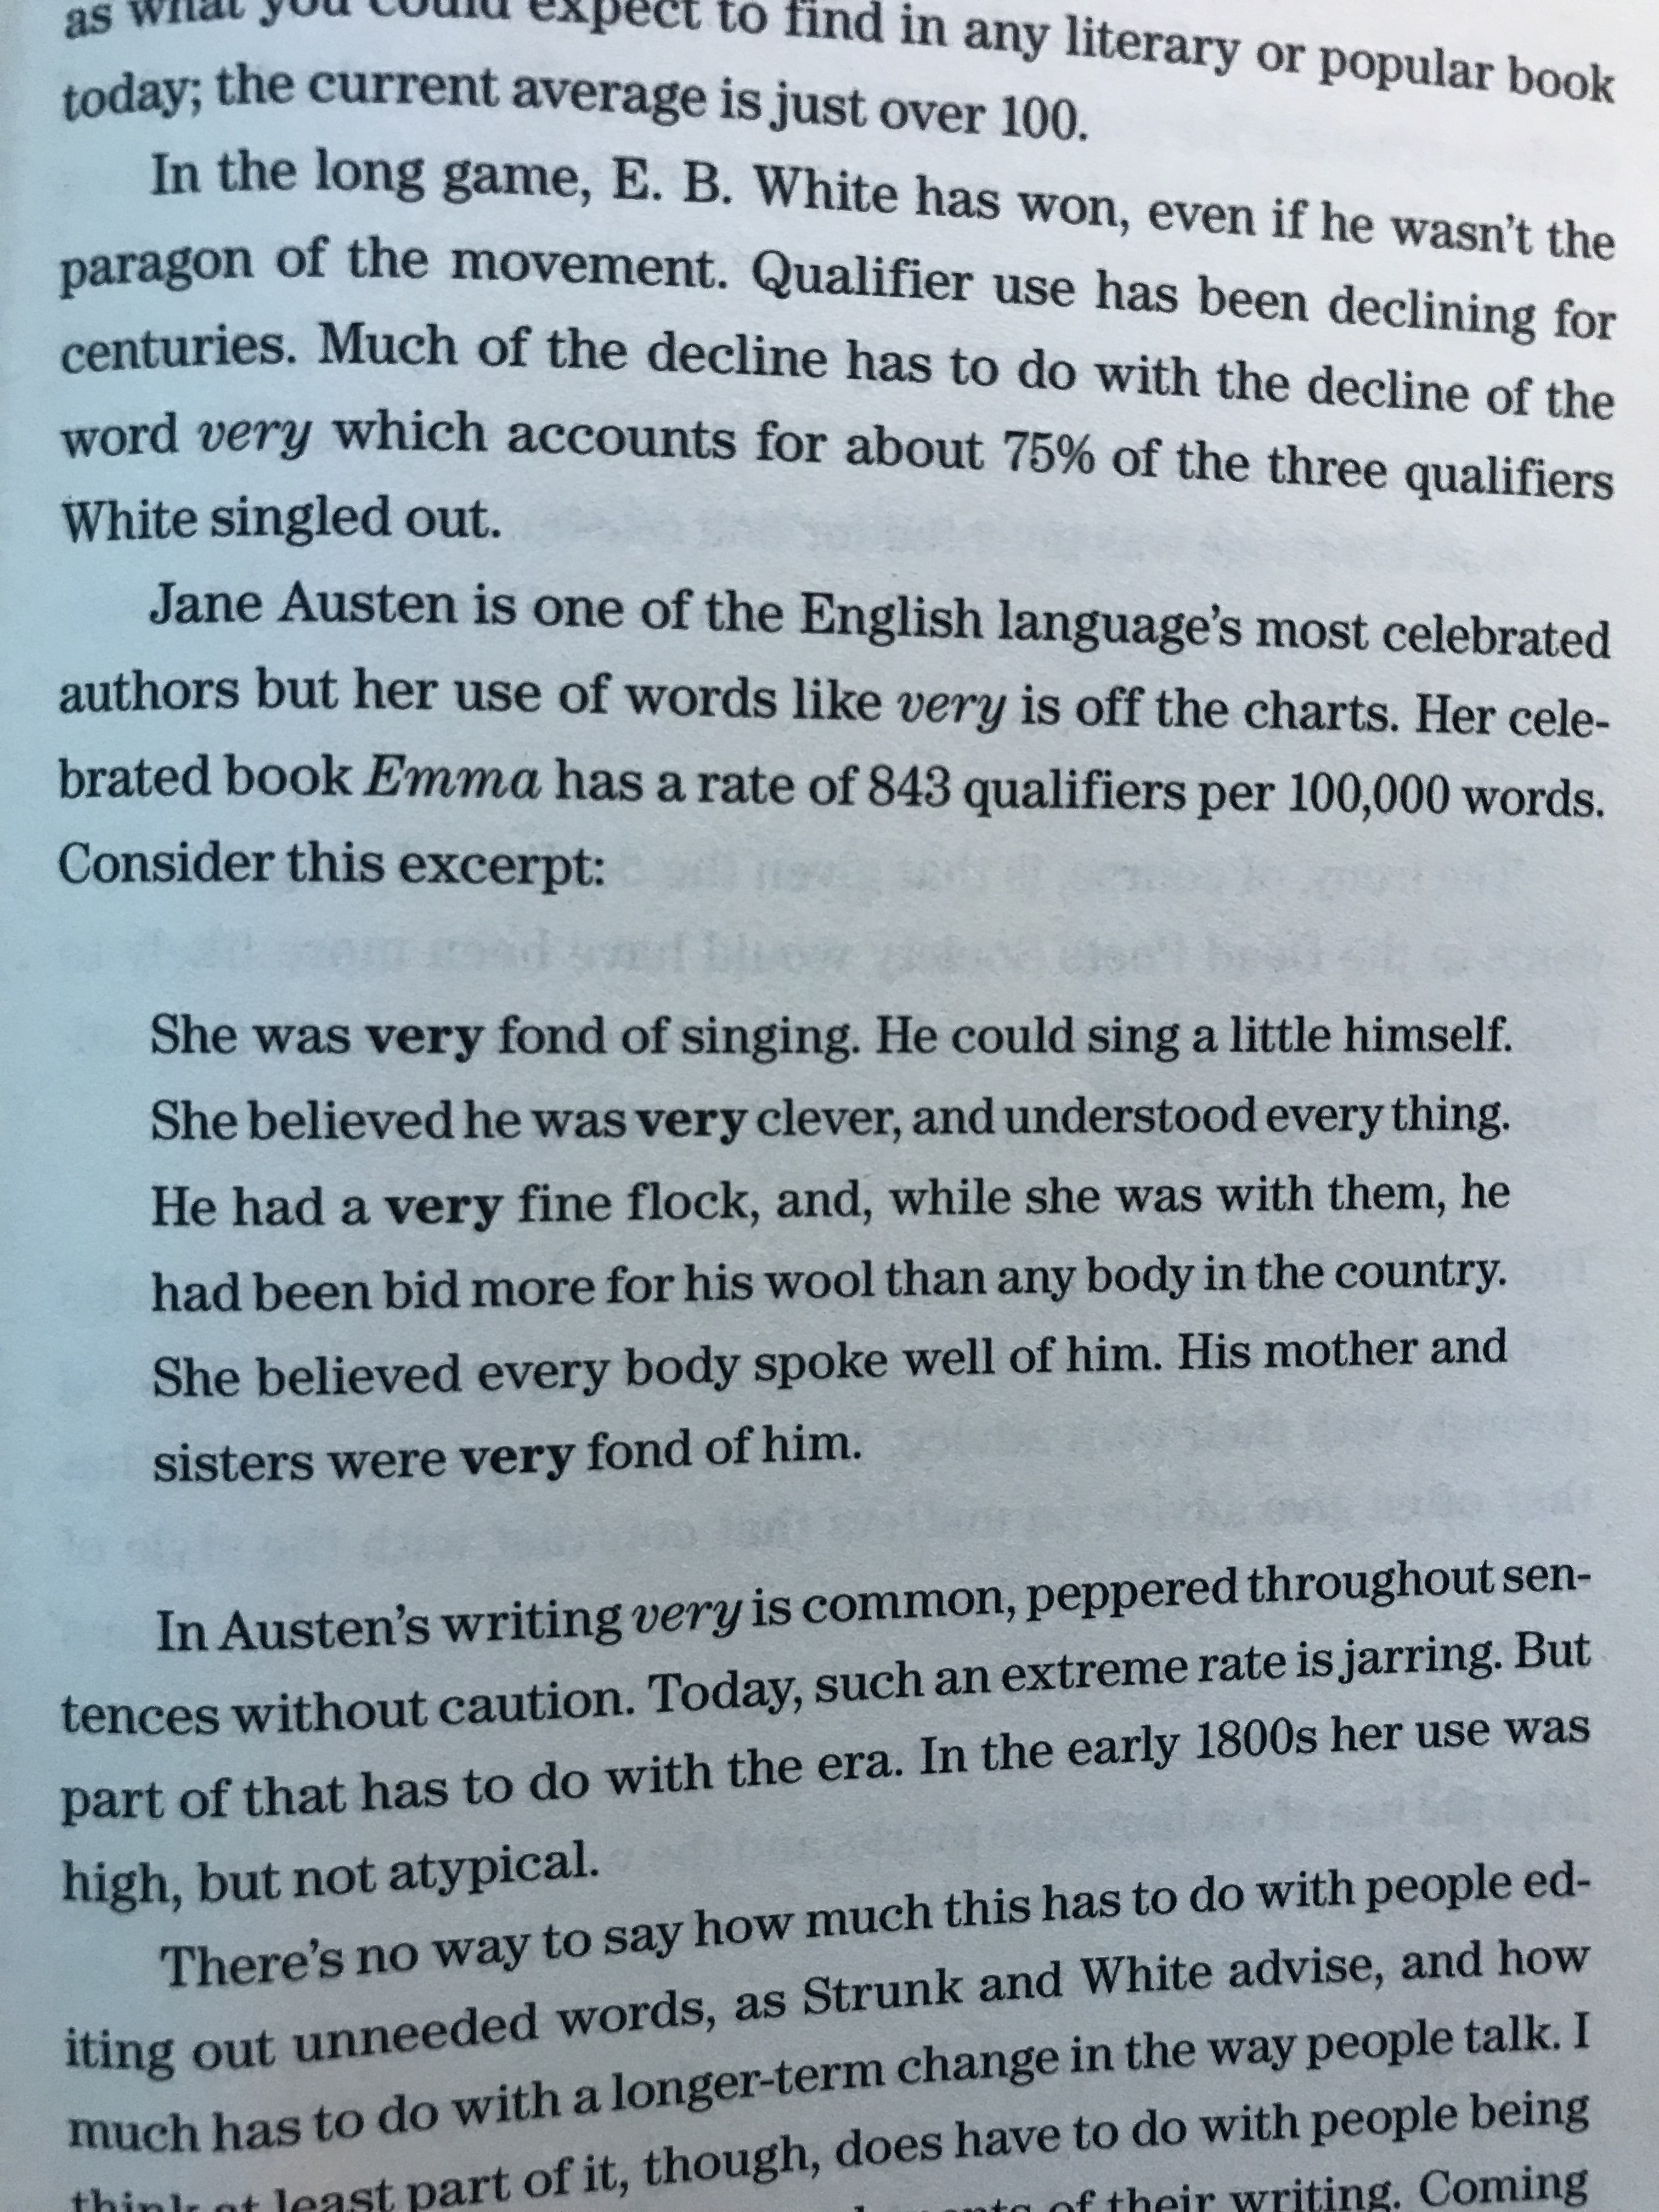 as what you could expect to find in any literary or popular book
today; the current average is just over 100.
In the long game, E. B. White has won, even if he wasn't the
paragon of the movement. Qualifier use has been declining for
centuries. Much of the decline has to do with the decline of the
word very which accounts for about 75% of the three qualifiers
White singled out.
Jane Austen is one of the English language's most celebrated
authors but her use of words like very is off the charts. Her cele-
brated book Emma has a rate of 843 qualifiers per 100,000 words.
Consider this excerpt:
She was very fond of singing. He could sing a little himself.
She believed he was very clever, and understood every thing.
He had a very fine flock, and, while she was with them, he
had been bid more for his wool than any body in the country.
She believed every body spoke well of him. His mother and
sisters were very fond of him.
In Austen's writing very is common, peppered throughout sen-
tences without caution. Today, such an extreme rate is jarring. But
part of that has to do with the era. In the early 1800s her use was
high, but not atypical.
There's no way to say how much this has to do with people ed-
iting out unneeded words, as Strunk and White advise, and how
much has to do with a longer-term change in the way people talk. I
think at least part of it, though, does have to do with people being
of their writing. Coming